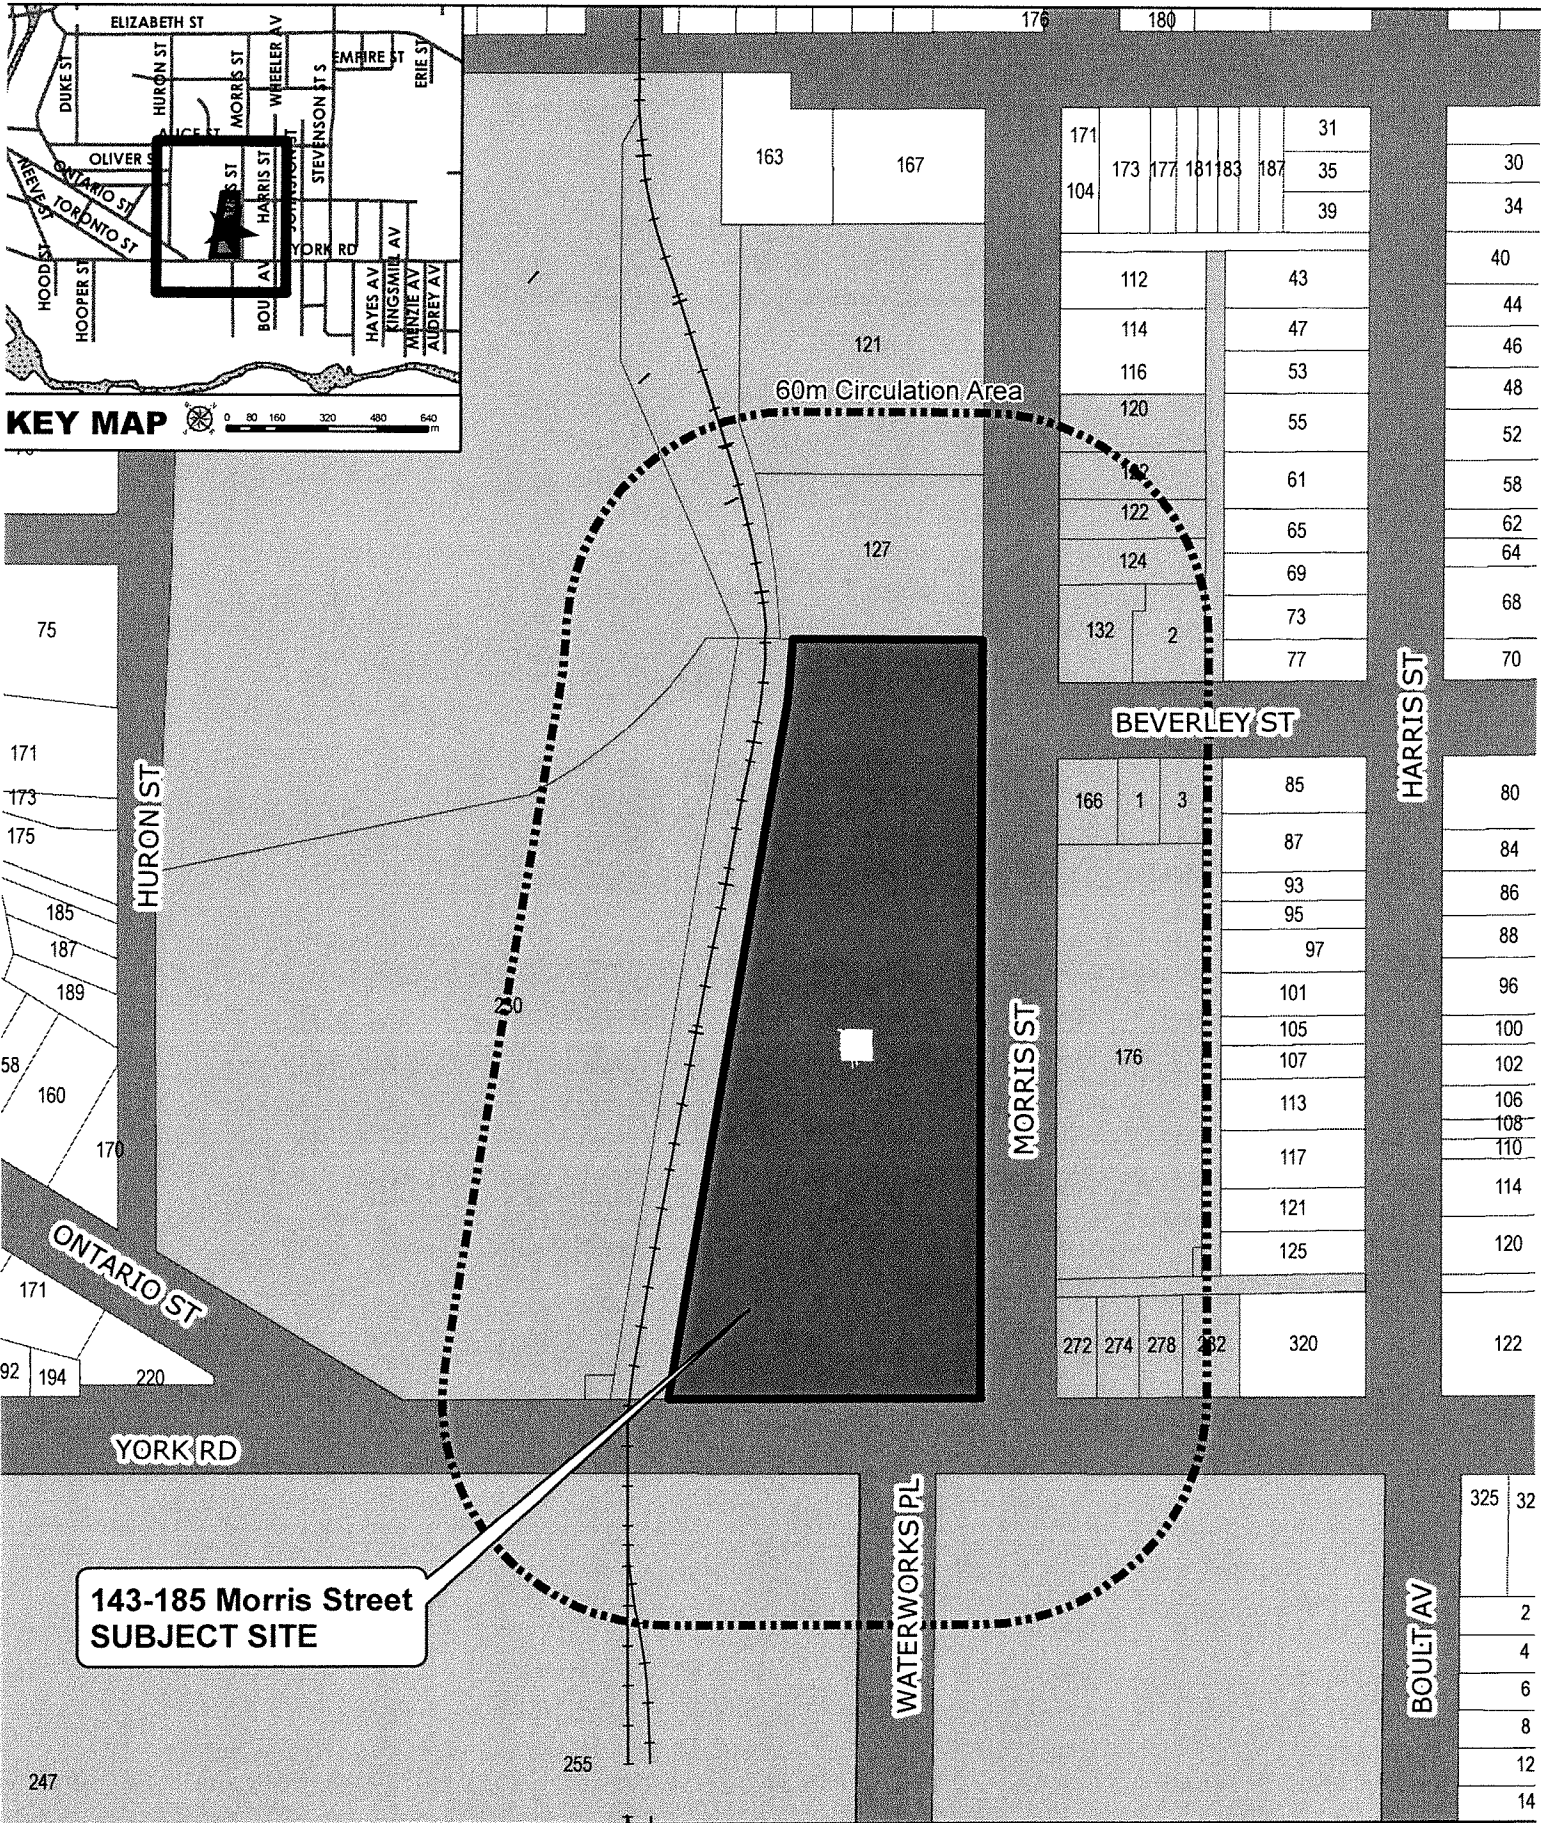 ELIZABETH ST
DUKE ST
HURON ST
MORRIS ST
WHEELER AV
STEVENSON ST S
EMPIRE ST
ERIE ST
ALICE ST
OLIVER S
ONTARIO ST
NEEVE ST
TORONTO ST
HARRIS ST
YORK RD
HOOD ST
HOOPER ST
HAYES AV
KINGSMILL AV
MENZIE AV
AUDREY AV
KEY MAP
0 80 160 320 480 640
m
176 180
163 167
171
104
173 177 181 183 187
31
35
39
30
34
40
44
46
48
52
58
62
64
68
70
112
114
116
120
122
122
124
132 2
43
47
53
55
61
65
69
73
77
121
60m Circulation Area
127
75
171
173
175
185
187
189
58
160
170
HURON ST
BEVERLEY ST
HARRIS ST
166 1 3
85
87
93
95
97
101
105
107
113
117
121
125
80
84
86
88
96
100
102
106
108
110
114
120
122
176
MORRIS ST
ONTARIO ST
171
92 194 220
272 274 278 282 320
YORK RD
WATERWORKS PL
BOULT AV
325 32
2
4
6
8
12
14
143-185 Morris Street
SUBJECT SITE
255
247